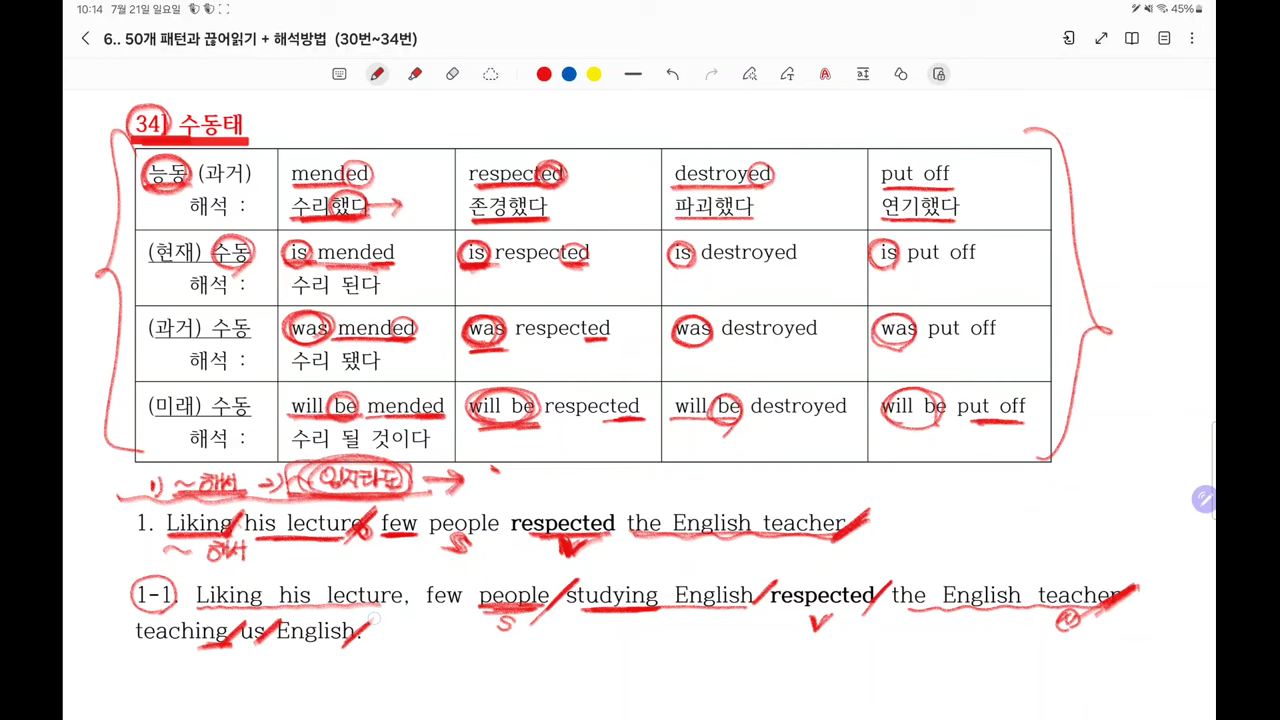 10:14 7월 21일 일요일
45%
6.. 50개 패턴과 끊어읽기 + 해석방법 (30번~34번)
34] 수동태
능동 (과거) mended respected destroyed put off
해석 : 수리했다 존경했다 파괴했다 연기했다
(현재) 수동 is mended is respected is destroyed is put off
해석 : 수리 된다
(과거) 수동 was mended was respected was destroyed was put off
해석 : 수리 됐다
(미래) 수동 will be mended will be respected will be destroyed will be put off
해석 : 수리 될 것이다
1) ~해서 2) 일지라도
1. Liking his lecture, few people respected the English teacher.
~ 해서 S V
1-1. Liking his lecture, few people studying English respected the English teacher
S V
teaching us English.